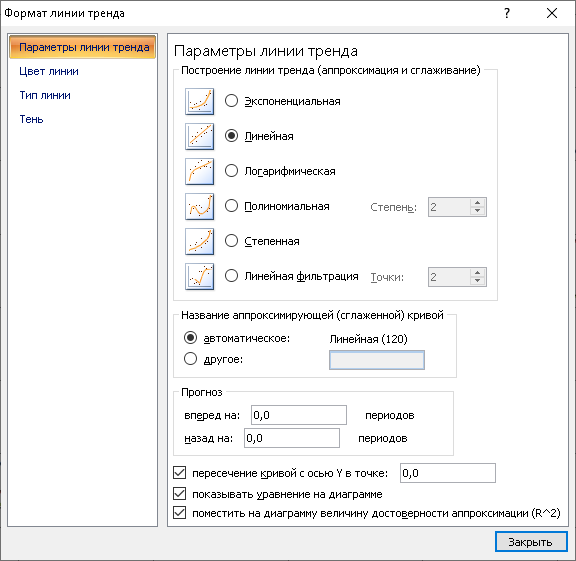 Формат линии тренда
Параметры линии тренда
Цвет линии
Тип линии
Тень
Параметры линии тренда
Построение линии тренда (аппроксимация и сглаживание)
Экспоненциальная
Линейная
Логарифмическая
Полиномиальная Степень: 2
Степенная
Линейная фильтрация Точки: 2
Название аппроксимирующей (сглаженной) кривой
автоматическое: Линейная (120)
другое:
Прогноз
вперед на: 0,0 периодов
назад на: 0,0 периодов
пересечение кривой с осью Y в точке: 0,0
показывать уравнение на диаграмме
поместить на диаграмму величину достоверности аппроксимации (R^2)
Закрыть